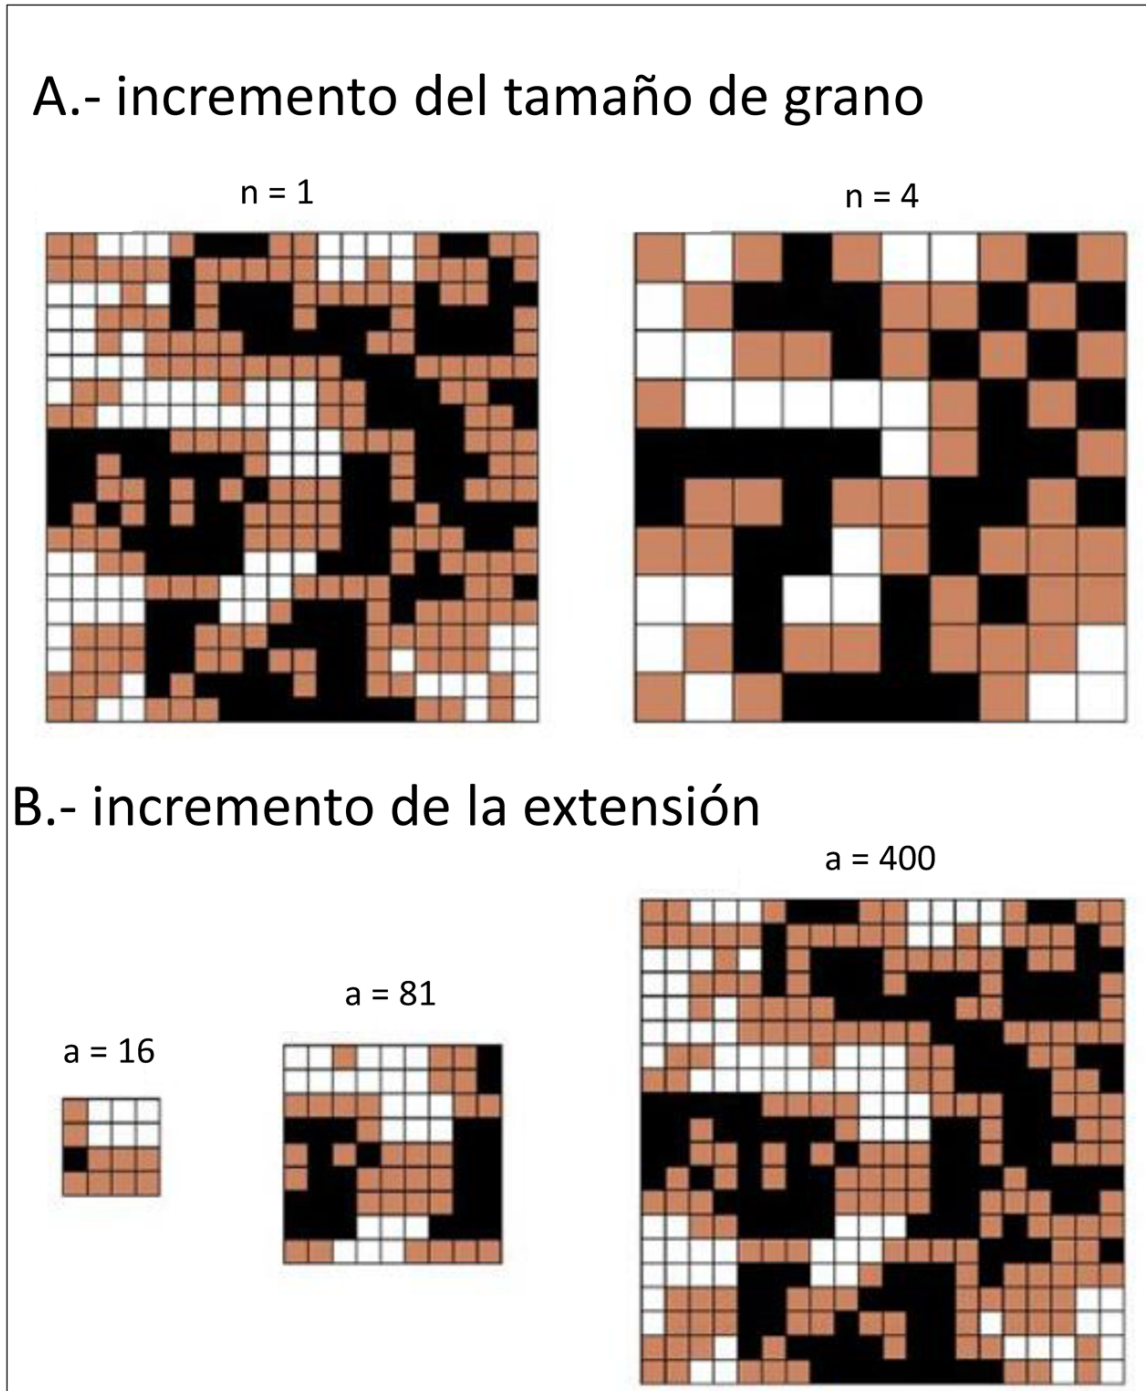 A.- incremento del tamaño de grano
n = 1
n = 4
B.- incremento de la extensión
a = 400
a = 81
a = 16